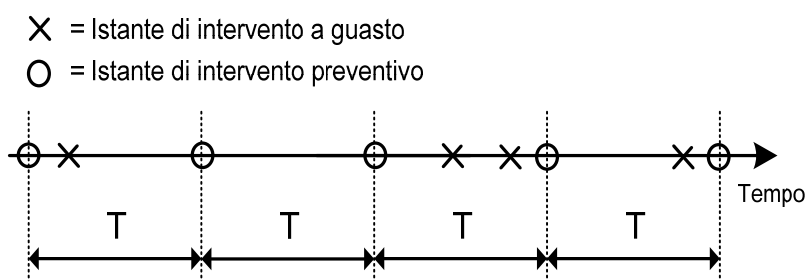 = Istante di intervento a guasto
= Istante di intervento preventivo
Tempo
T T T T